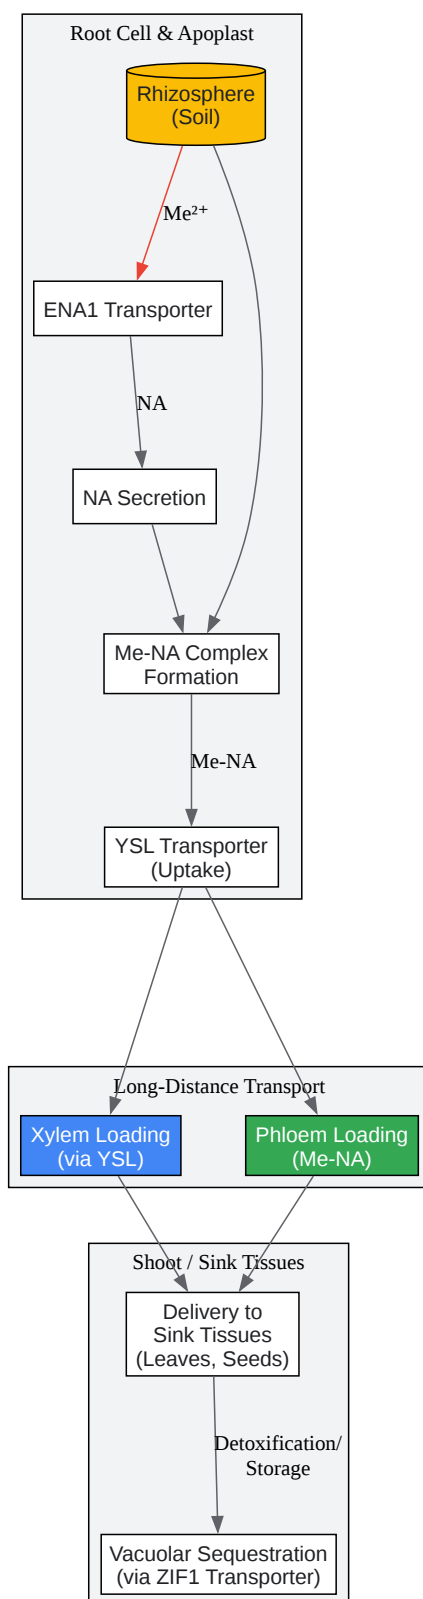 Root Cell & Apoplast
Rhizosphere
(Soil)
Me²⁺
ENA1 Transporter
NA
NA Secretion
Me-NA Complex
Formation
Me-NA
YSL Transporter
(Uptake)
Long-Distance Transport
Xylem Loading
(via YSL)
Phloem Loading
(Me-NA)
Shoot / Sink Tissues
Delivery to
Sink Tissues
(Leaves, Seeds)
Detoxification/
Storage
Vacuolar Sequestration
(via ZIF1 Transporter)